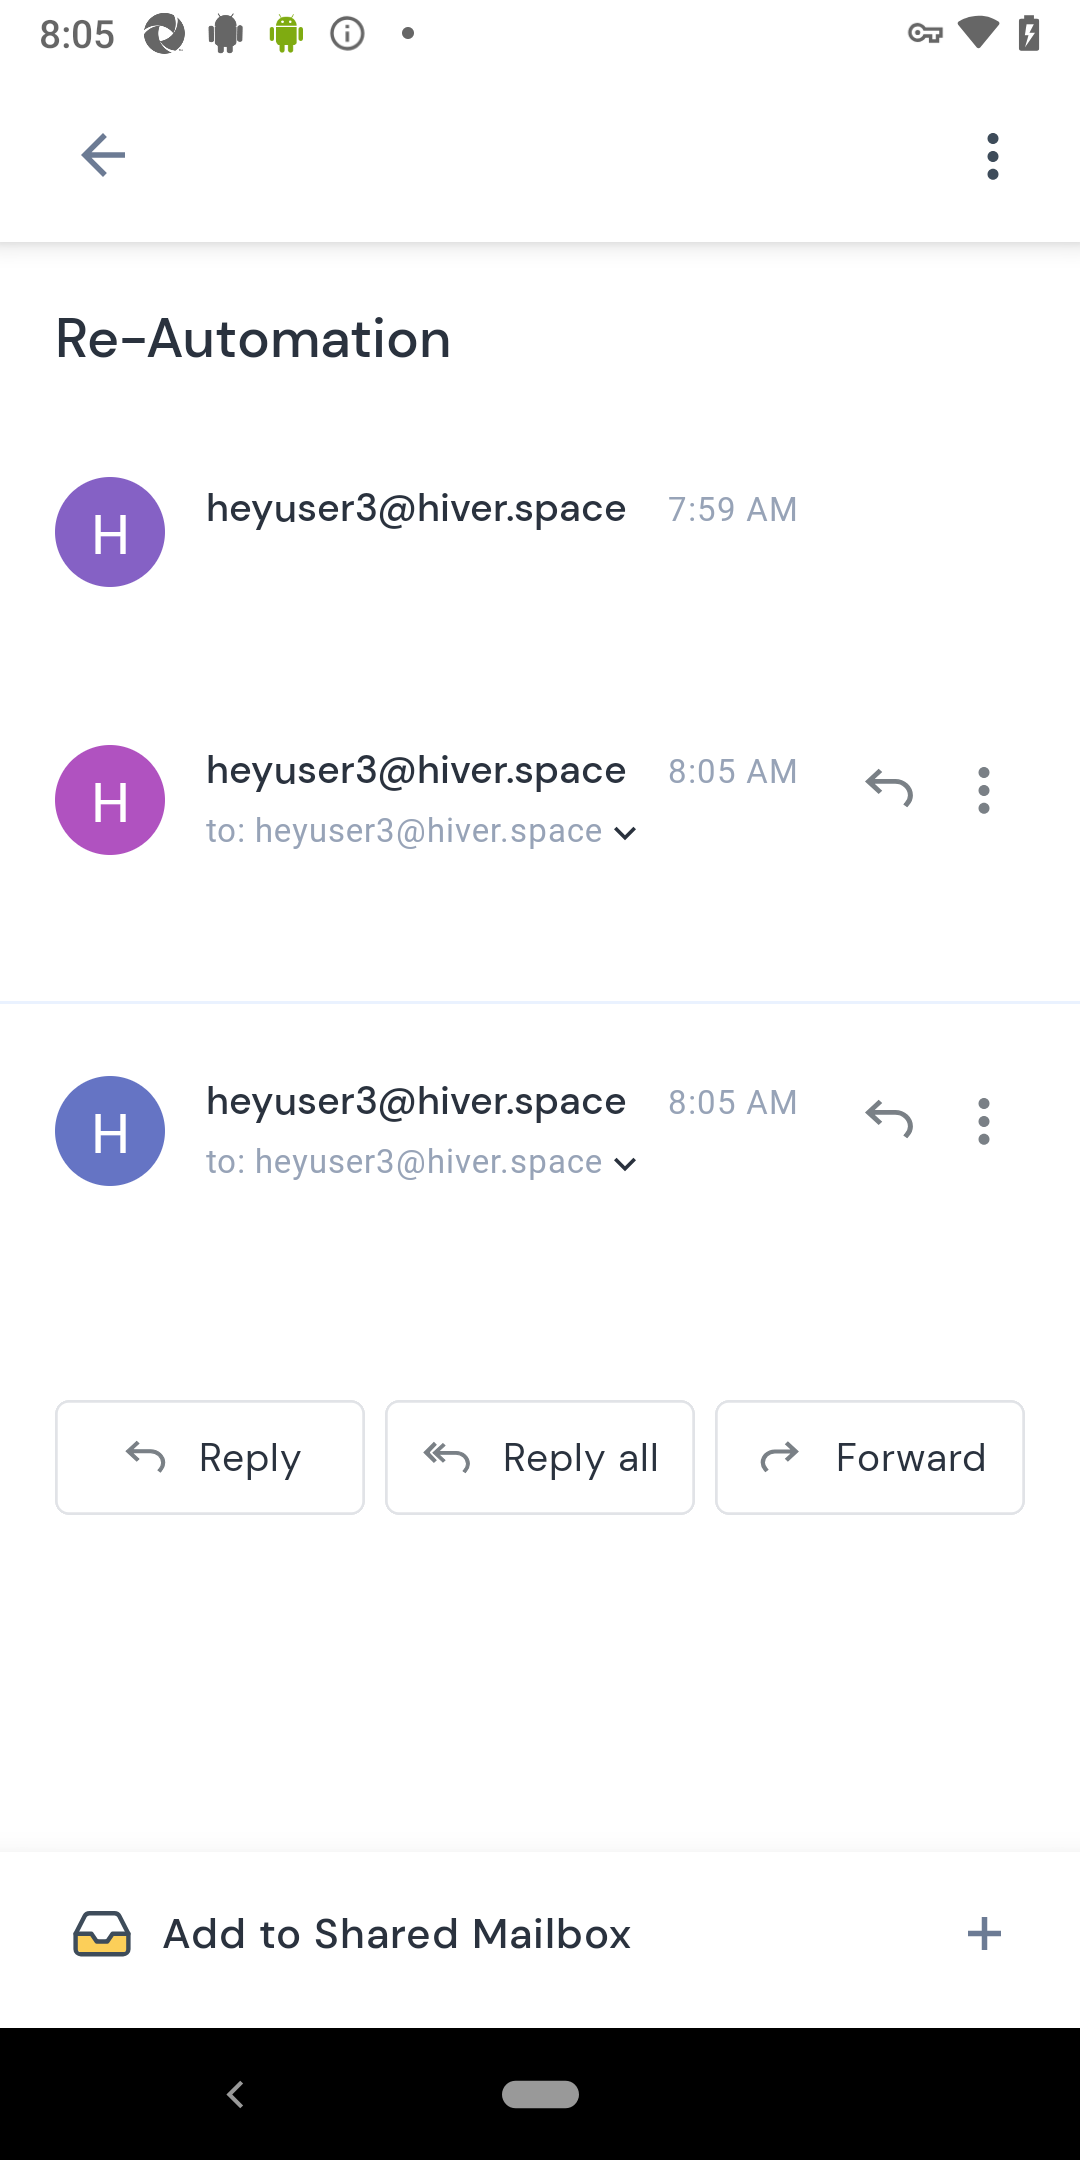 8:05
Re-Automation
H heyuser3@hiver.space 7:59 AM
H heyuser3@hiver.space 8:05 AM
to: heyuser3@hiver.space
H heyuser3@hiver.space 8:05 AM
to: heyuser3@hiver.space
Reply Reply all Forward
Add to Shared Mailbox